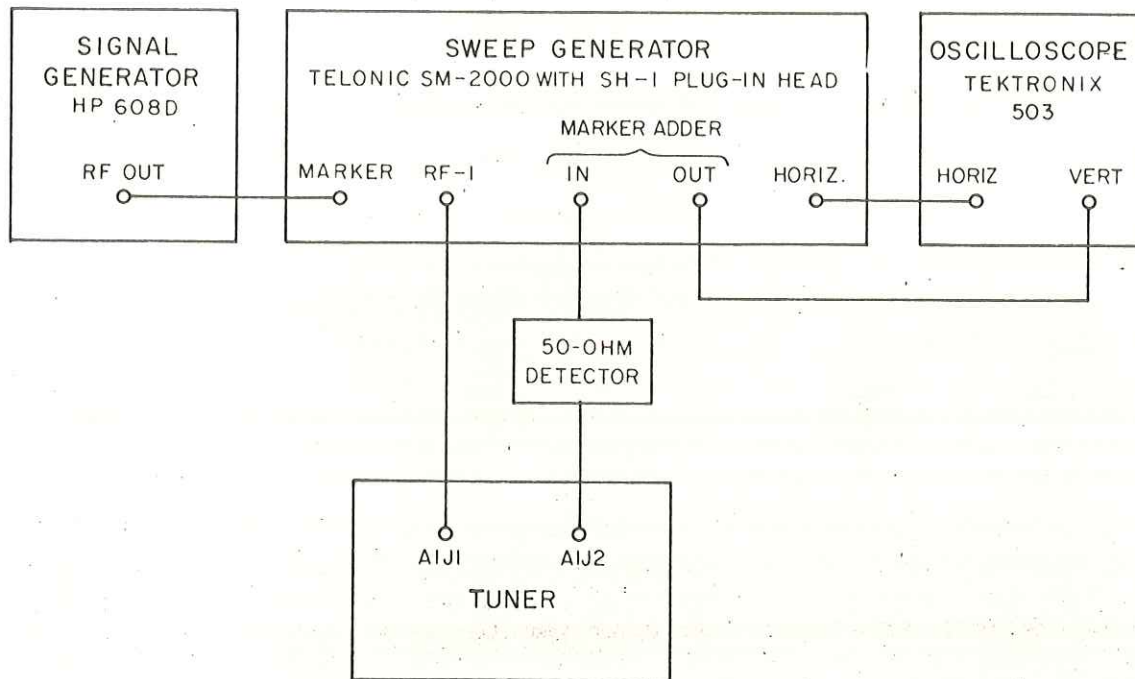 SIGNAL
GENERATOR
HP 608D
RF OUT
SWEEP GENERATOR
TELONIC SM-2000 WITH SH-1 PLUG-IN HEAD
MARKER ADDER
MARKER
RF-1
IN
OUT
HORIZ.
OSCILLOSCOPE
TEKTRONIX
503
HORIZ
VERT
50-OHM
DETECTOR
A1J1
A1J2
TUNER